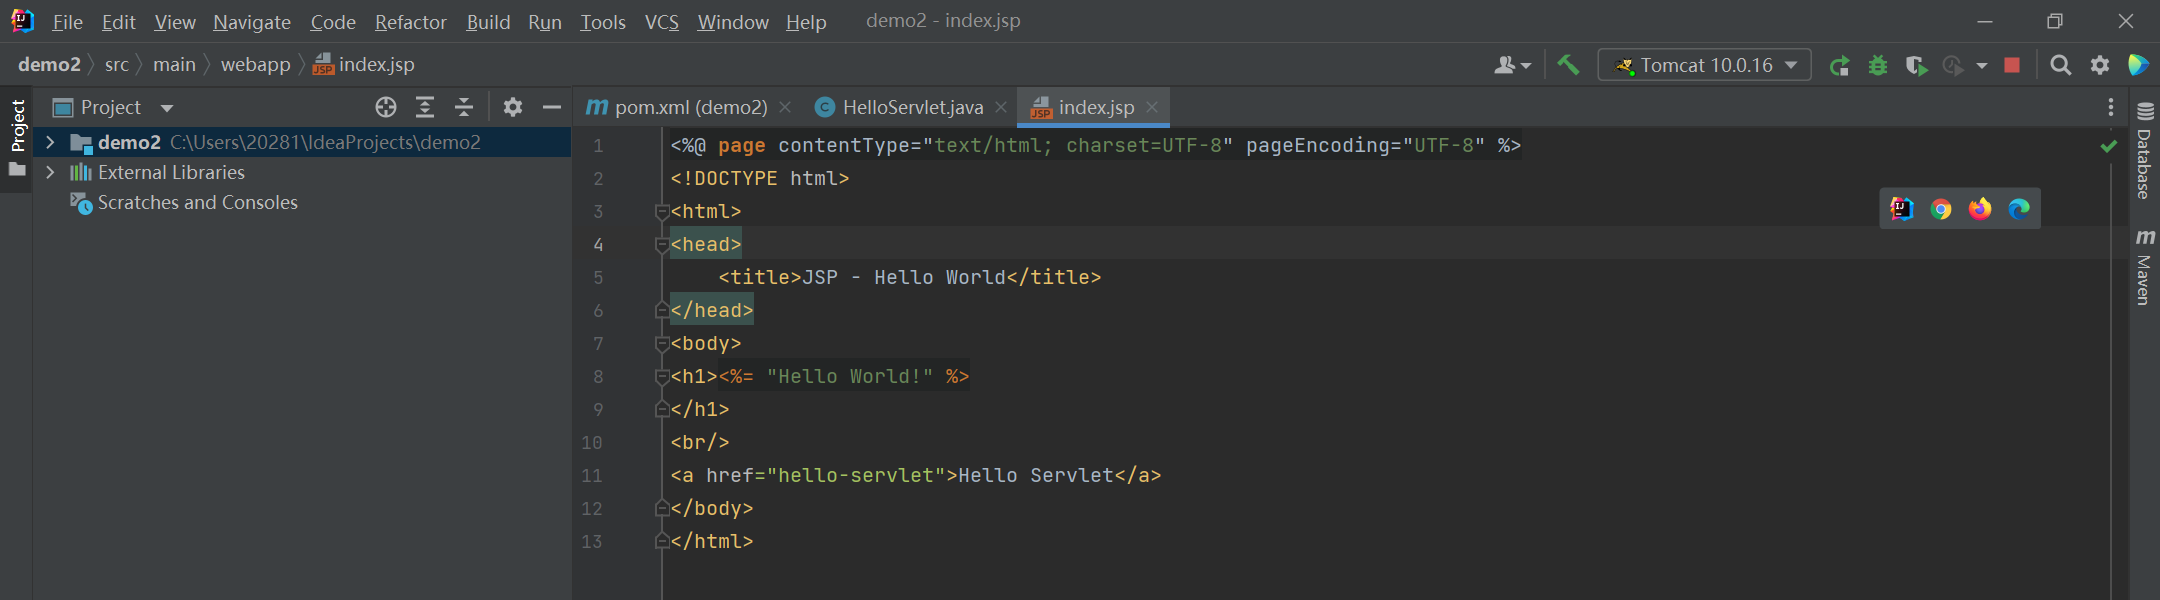 File Edit View Navigate Code Refactor Build Run Tools VCS Window Help demo2 - index.jsp
demo2 src main webapp index.jsp Tomcat 10.0.16
Project
Project
pom.xml (demo2) HelloServlet.java index.jsp
demo2 C:\Users\20281\IdeaProjects\demo2
External Libraries
Scratches and Consoles
1 <%@ page contentType="text/html; charset=UTF-8" pageEncoding="UTF-8" %>
2 <!DOCTYPE html>
3 <html>
4 <head>
5 <title>JSP - Hello World</title>
6 </head>
7 <body>
8 <h1><%= "Hello World!" %>
9 </h1>
10 <br/>
11 <a href="hello-servlet">Hello Servlet</a>
12 </body>
13 </html>
Database
Maven